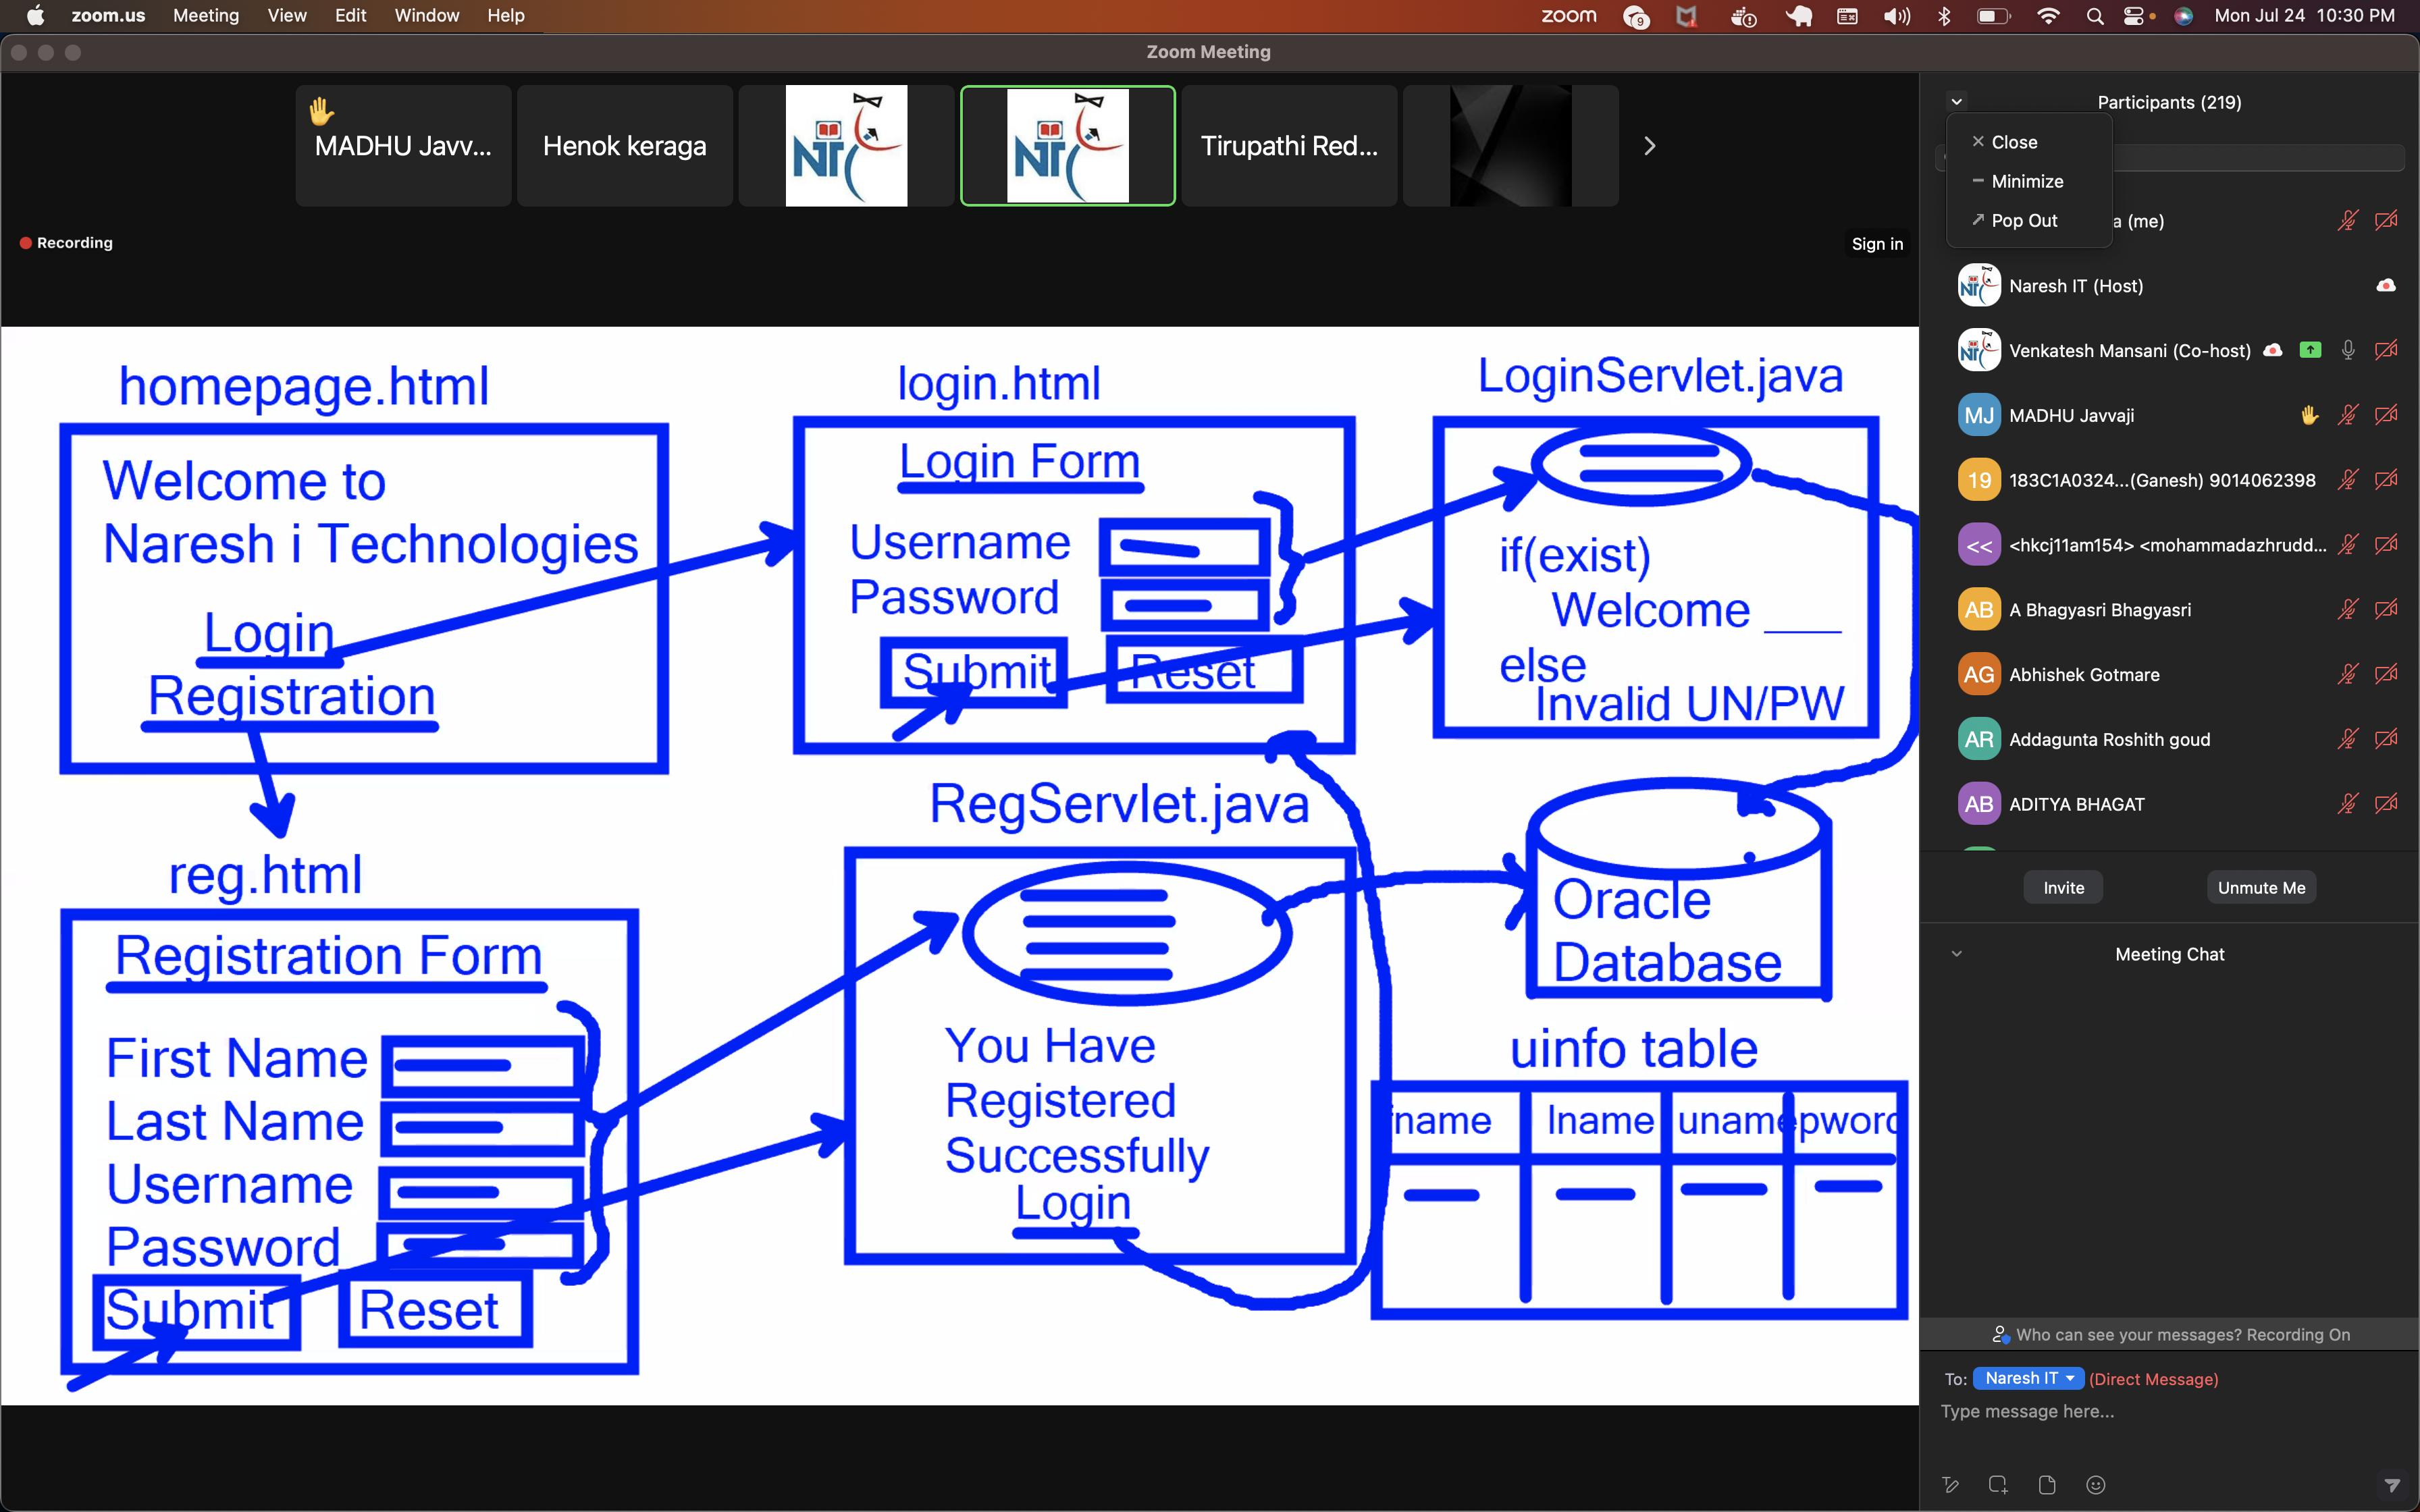 zoom.us Meeting View Edit Window Help
zoom 9 Mon Jul 24 10:30 PM
Zoom Meeting
MADHU Javv...
Henok keraga
NTC
NTC
Tirupathi Red...
Recording
Sign in
homepage.html
Welcome to
Naresh i Technologies
Login
Registration
login.html
Login Form
Username
Password
Submit Reset
LoginServlet.java
if(exist)
Welcome ____
else
Invalid UN/PW
reg.html
Registration Form
First Name
Last Name
Username
Password
Submit Reset
RegServlet.java
You Have
Registered
Successfully
Login
Oracle
Database
uinfo table
name lname uname pword
Participants (219)
Close
Minimize
Pop Out
a (me)
Naresh IT (Host)
Venkatesh Mansani (Co-host)
MJ MADHU Javvaji
19 183C1A0324...(Ganesh) 9014062398
<< <hkcj11am154> <mohammadazhrudd...
AB A Bhagyasri Bhagyasri
AG Abhishek Gotmare
AR Addagunta Roshith goud
AB ADITYA BHAGAT
Invite Unmute Me
Meeting Chat
Who can see your messages? Recording On
To: Naresh IT (Direct Message)
Type message here...